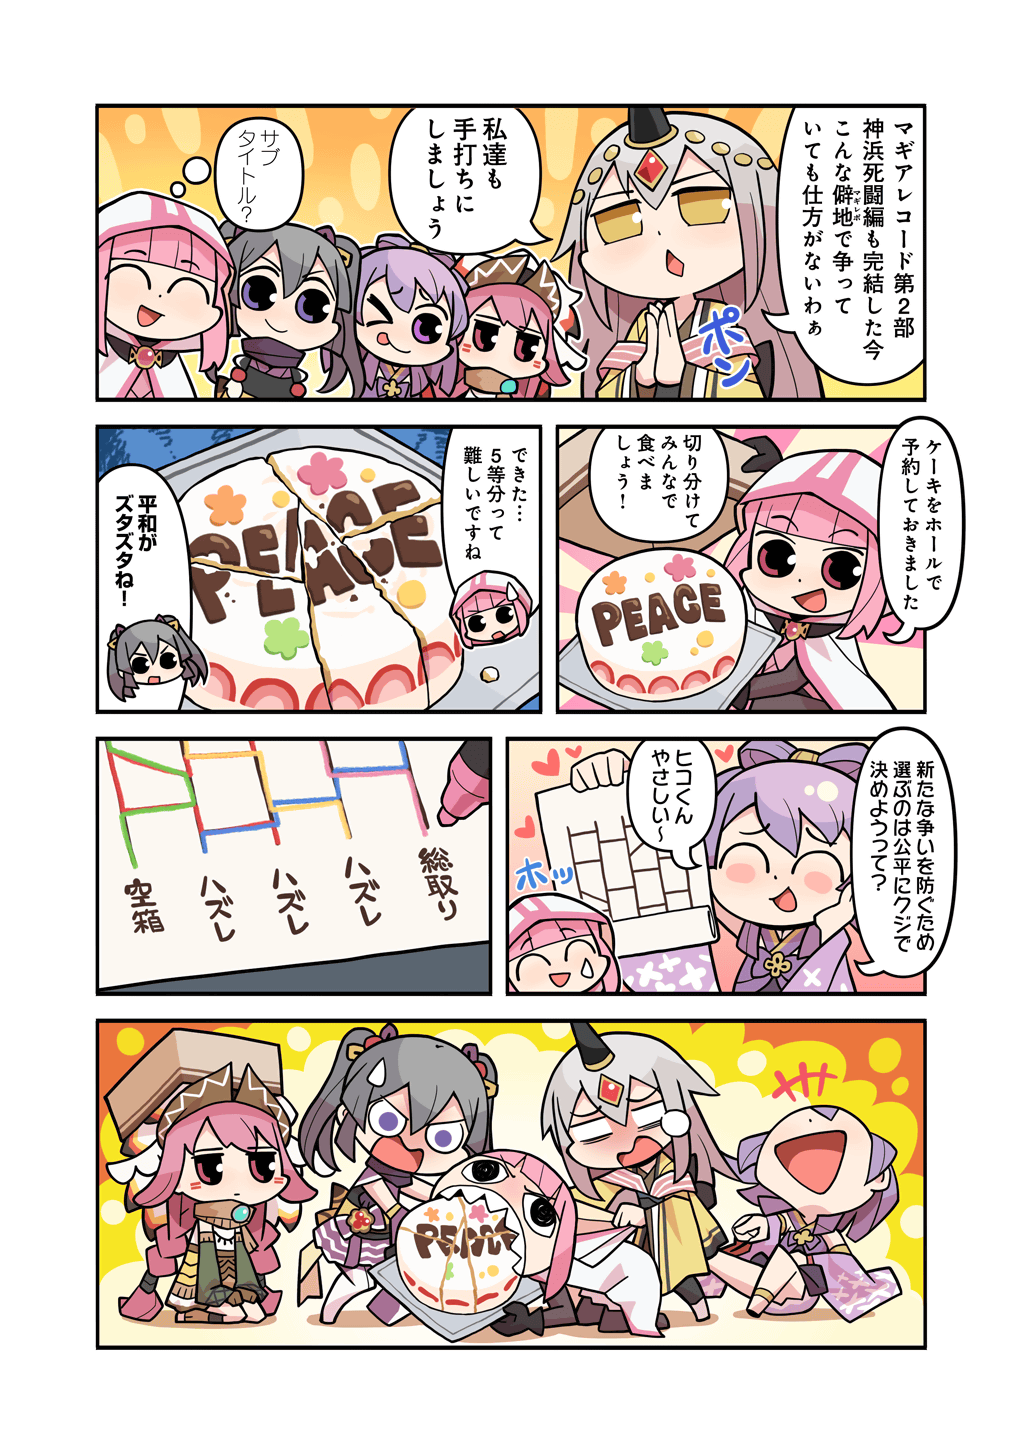 マギアレコード第2部
神浜死闘編も完結した今
こんな僻地で争って
マギレポ
いても仕方がないわぁ
ポン
私達も
手打ちに
しましょう
サブ
タイトル?
ケーキをホールで
予約しておきました
切り分けて
みんなで
食べま
しょう!
PEACE
できた…
5等分って
難しいですね
PEACE
平和が
ズタズタね!
新たな争いを防ぐため
選ぶのは公平にクジで
決めようって?
ヒコくん
やさしい〜
ホッ
総取り
ハズレ
ハズレ
ハズレ
空箱
PEACE